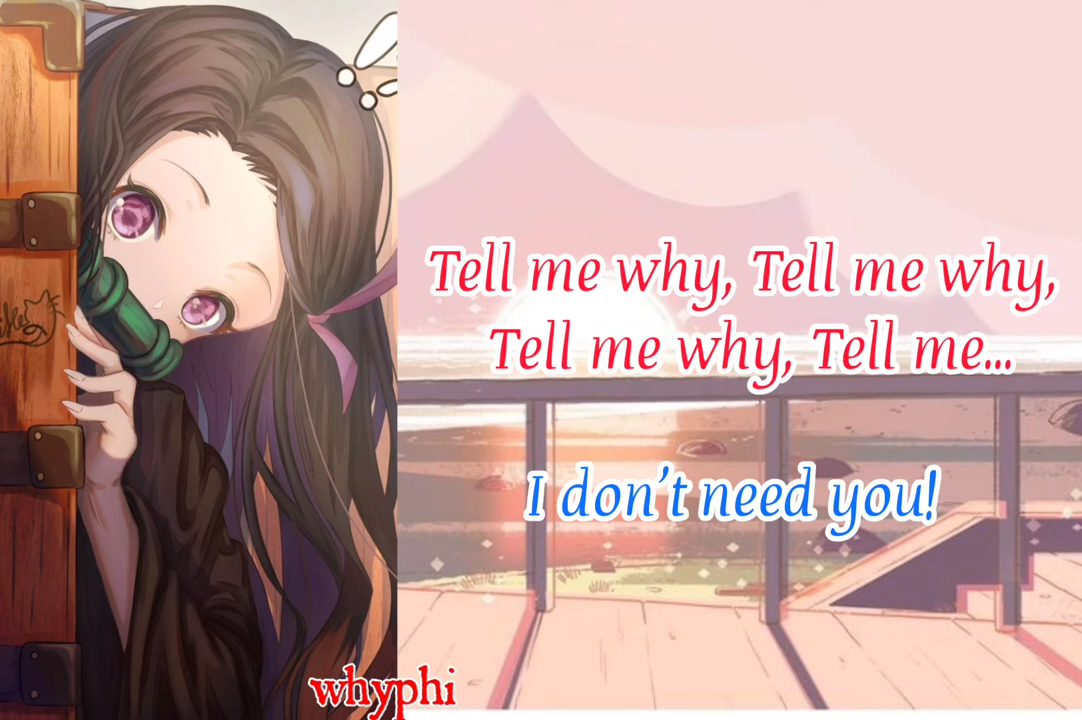 Tell me why, Tell me why,
Tell me why, Tell me...
I don't need you!
whyphi